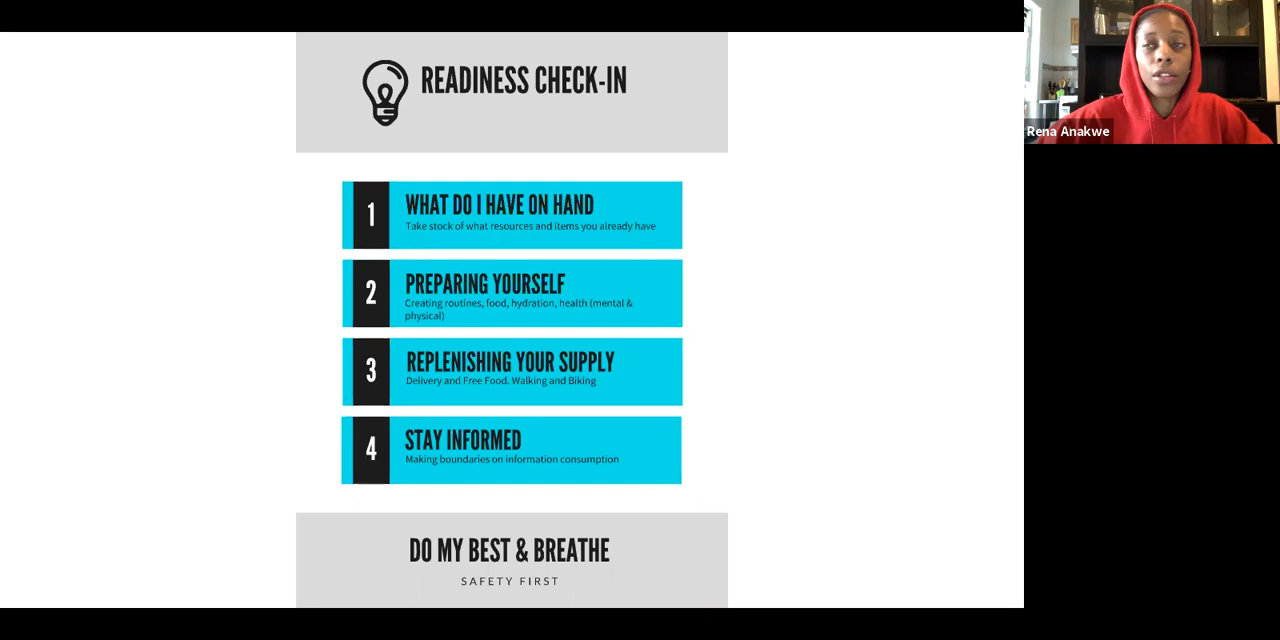 READINESS CHECK-IN
Rena Anakwe
1
WHAT DO I HAVE ON HAND
Take stock of what resources and items you already have
2
PREPARING YOURSELF
Creating routines, food, hydration, health (mental &
physical)
3
REPLENISHING YOUR SUPPLY
Delivery and Free Food. Walking and Biking
4
STAY INFORMED
Making boundaries on information consumption
DO MY BEST & BREATHE
SAFETY FIRST